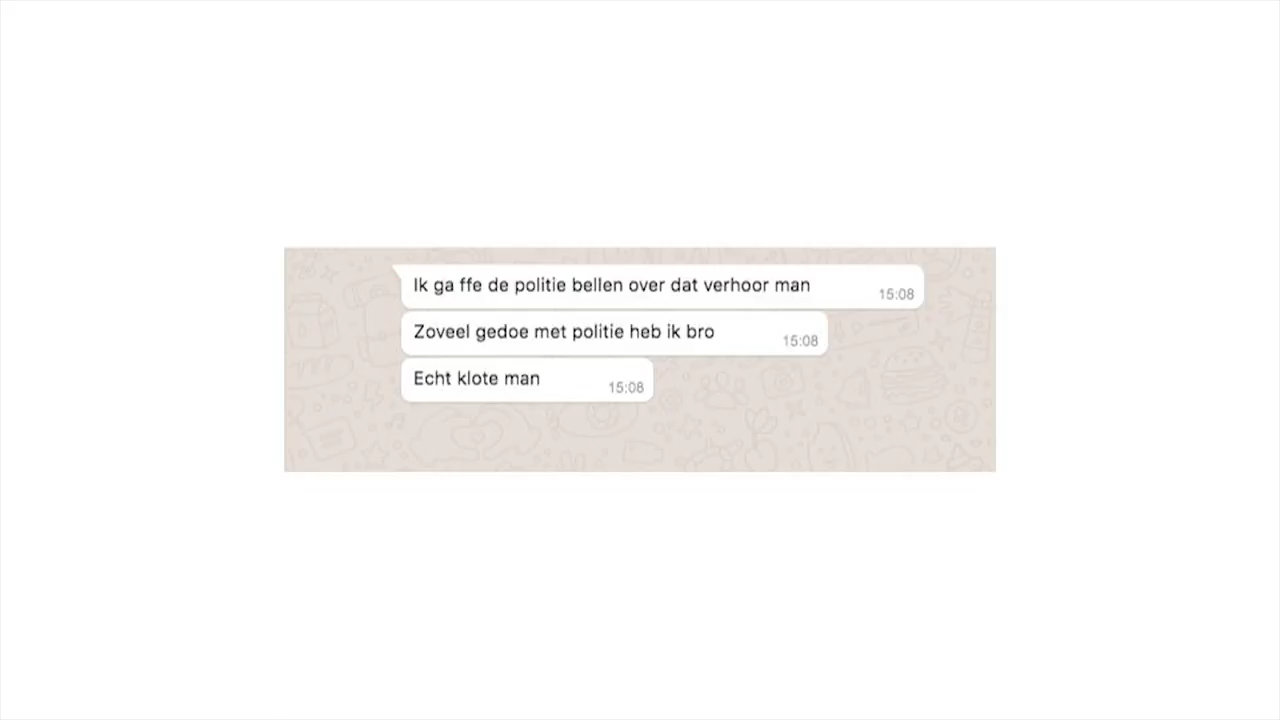 Ik ga ffe de politie bellen over dat verhoor man
15:08
Zoveel gedoe met politie heb ik bro
15:08
Echt klote man
15:08